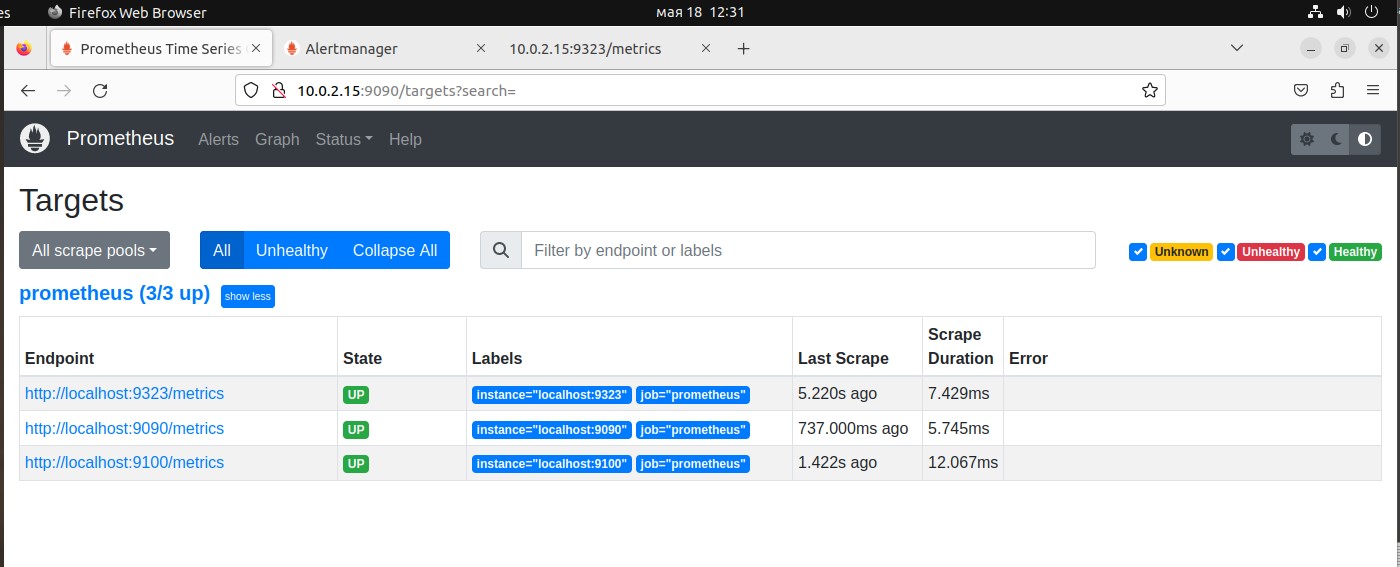 es Firefox Web Browser мая 18 12:31
Prometheus Time Series Alertmanager 10.0.2.15:9323/metrics
10.0.2.15:9090/targets?search=
Prometheus Alerts Graph Status Help
Targets
All scrape pools All Unhealthy Collapse All Filter by endpoint or labels Unknown Unhealthy Healthy
prometheus (3/3 up) show less
Endpoint State Labels Last Scrape Scrape Duration Error
http://localhost:9323/metrics UP instance="localhost:9323" job="prometheus" 5.220s ago 7.429ms
http://localhost:9090/metrics UP instance="localhost:9090" job="prometheus" 737.000ms ago 5.745ms
http://localhost:9100/metrics UP instance="localhost:9100" job="prometheus" 1.422s ago 12.067ms